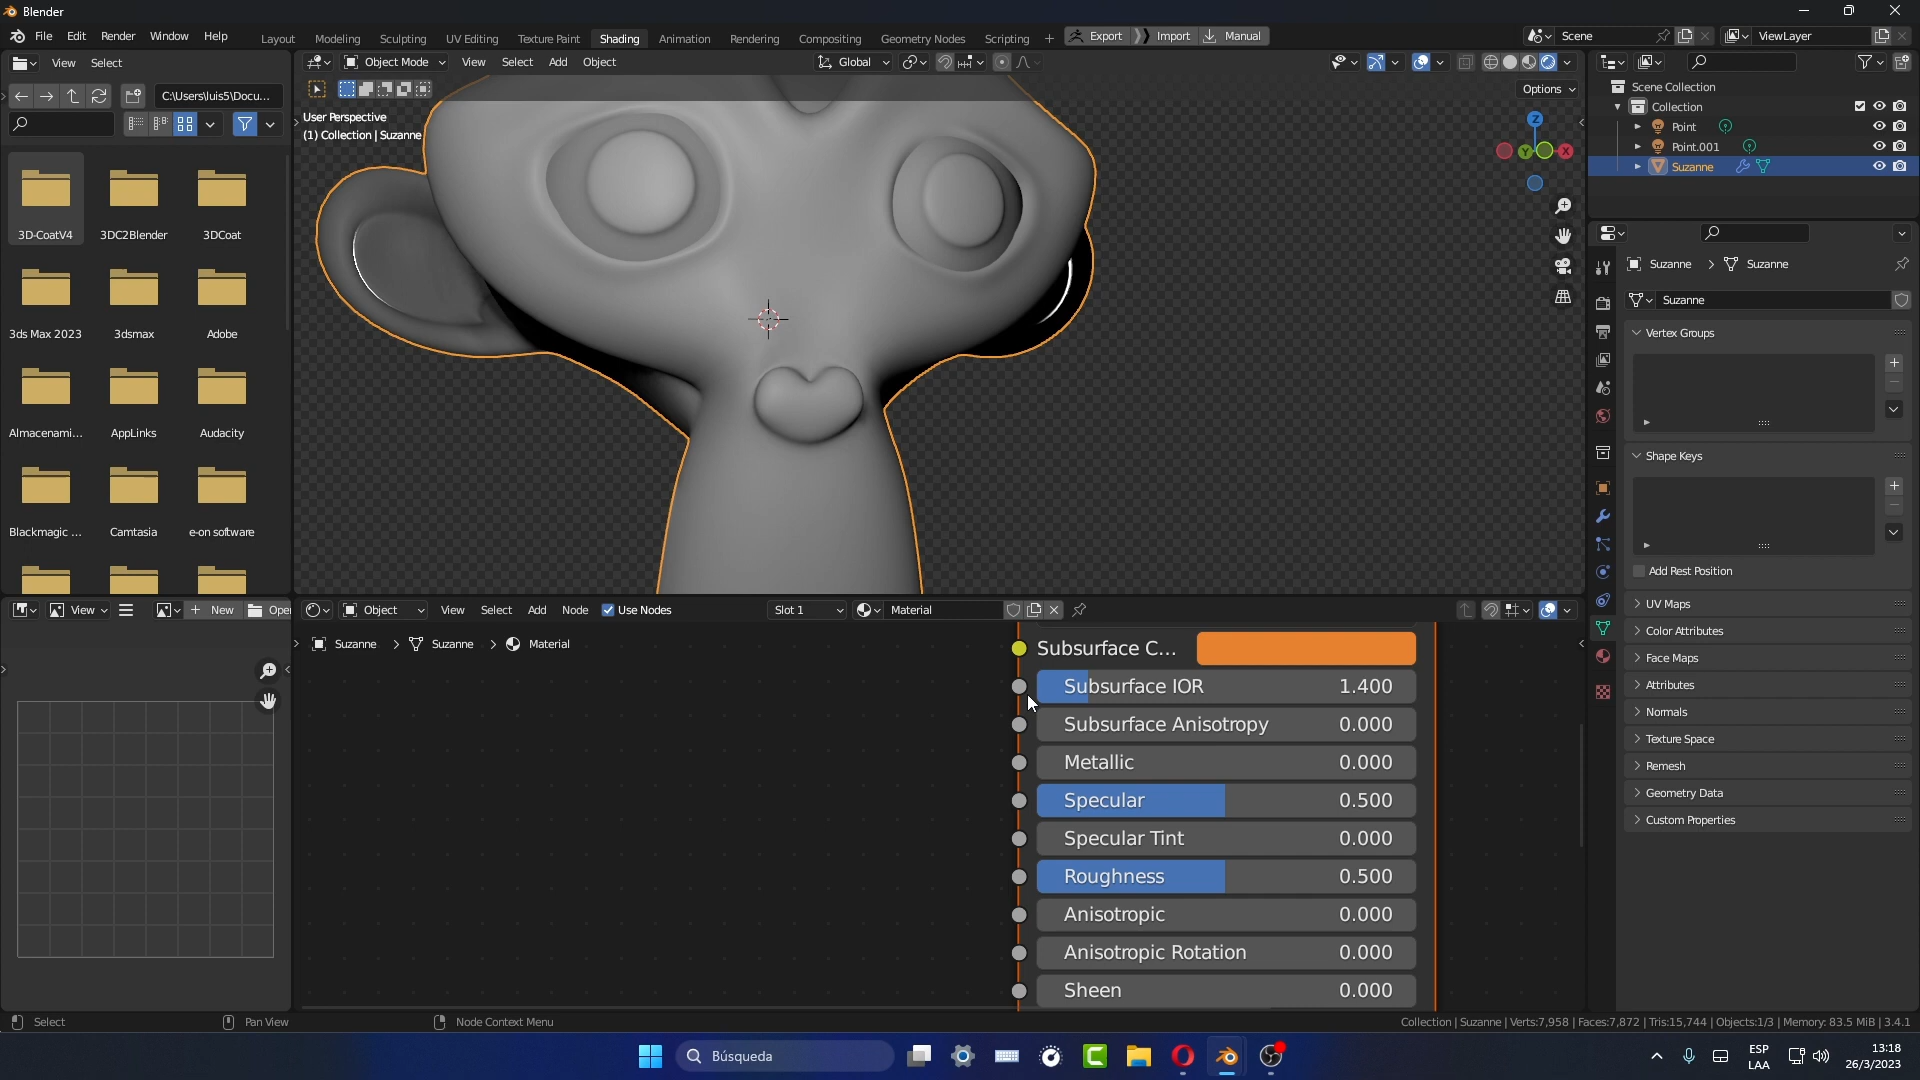 Blender
File Edit Render Window Help
Layout Modeling Sculpting UV Editing Texture Paint Shading Animation Rendering Compositing Geometry Nodes Scripting + Export Import Manual
Scene ViewLayer
View Select
C:\Users\luis5\Docu...
Object Mode View Select Add Object Global
Options
User Perspective
(1) Collection | Suzanne
Z
Y
X
3D-CoatV4 3DC2Blender 3DCoat
3ds Max 2023 3dsmax Adobe
Almacenami... AppLinks Audacity
Blackmagic ... Camtasia e-on software
Scene Collection
Collection
Point
Point.001
Suzanne
Suzanne > Suzanne
Suzanne
Vertex Groups
Shape Keys
Add Rest Position
UV Maps
Color Attributes
Face Maps
Attributes
Normals
Texture Space
Remesh
Geometry Data
Custom Properties
View + New Open
Object View Select Add Node Use Nodes Slot 1 Material
Suzanne > Suzanne > Material
Subsurface C...
Subsurface IOR 1.400
Subsurface Anisotropy 0.000
Metallic 0.000
Specular 0.500
Specular Tint 0.000
Roughness 0.500
Anisotropic 0.000
Anisotropic Rotation 0.000
Sheen 0.000
Select Pan View Node Context Menu
Collection | Suzanne | Verts:7,958 | Faces:7,872 | Tris:15,744 | Objects:1/3 | Memory: 83.5 MiB | 3.4.1
Búsqueda
ESP
LAA
13:18
26/3/2023